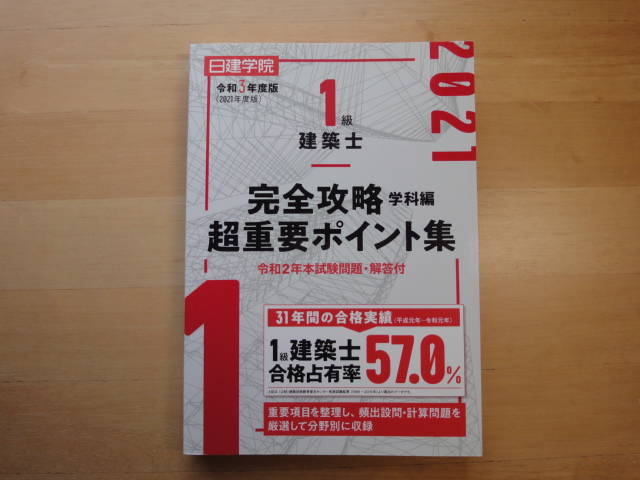 日建学院
令和3年度版
(2021年度版)
2021
1級
建築士
完全攻略 学科編
超重要ポイント集
令和2年本試験問題・解答付
1
31年間の合格実績(平成元年~令和元年)
1級建築士
合格占有率
57.0%
重要項目を整理し、頻出設問・計算問題を
厳選して分野別に収録